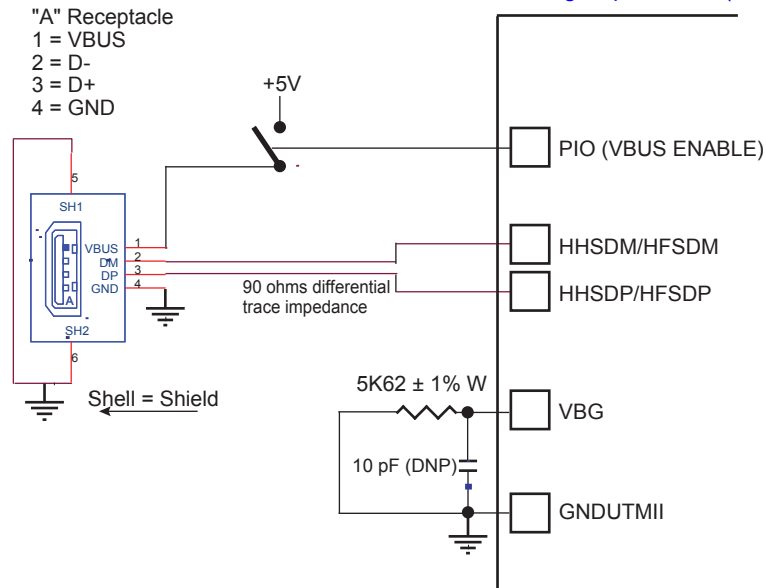 "A" Receptacle
1 = VBUS
2 = D-
3 = D+
4 = GND
+5V
PIO (VBUS ENABLE)
5
SH1
VBUS 1
DM 2
DP 3
GND 4
A
SH2
6
HHSDM/HFSDM
90 ohms differential
trace impedance
HHSDP/HFSDP
Shell = Shield
5K62 ± 1% W
VBG
10 pF (DNP)
GNDUTMII